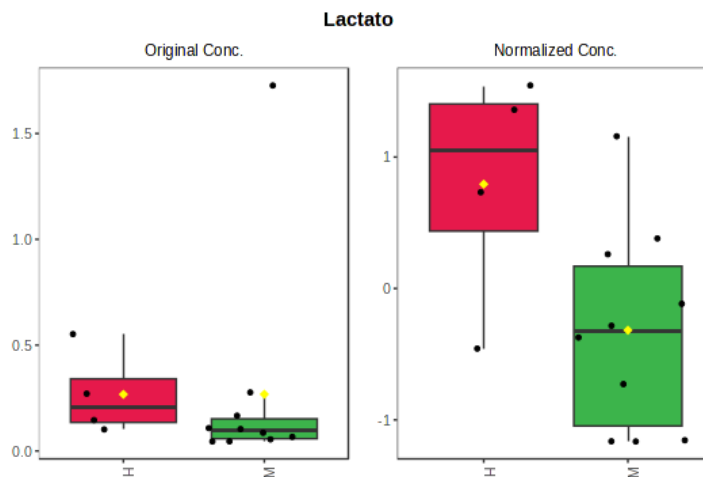 Lactato
Original Conc.
Normalized Conc.
1.5
1.0
0.5
0.0
H
M
1
0
-1
H
M